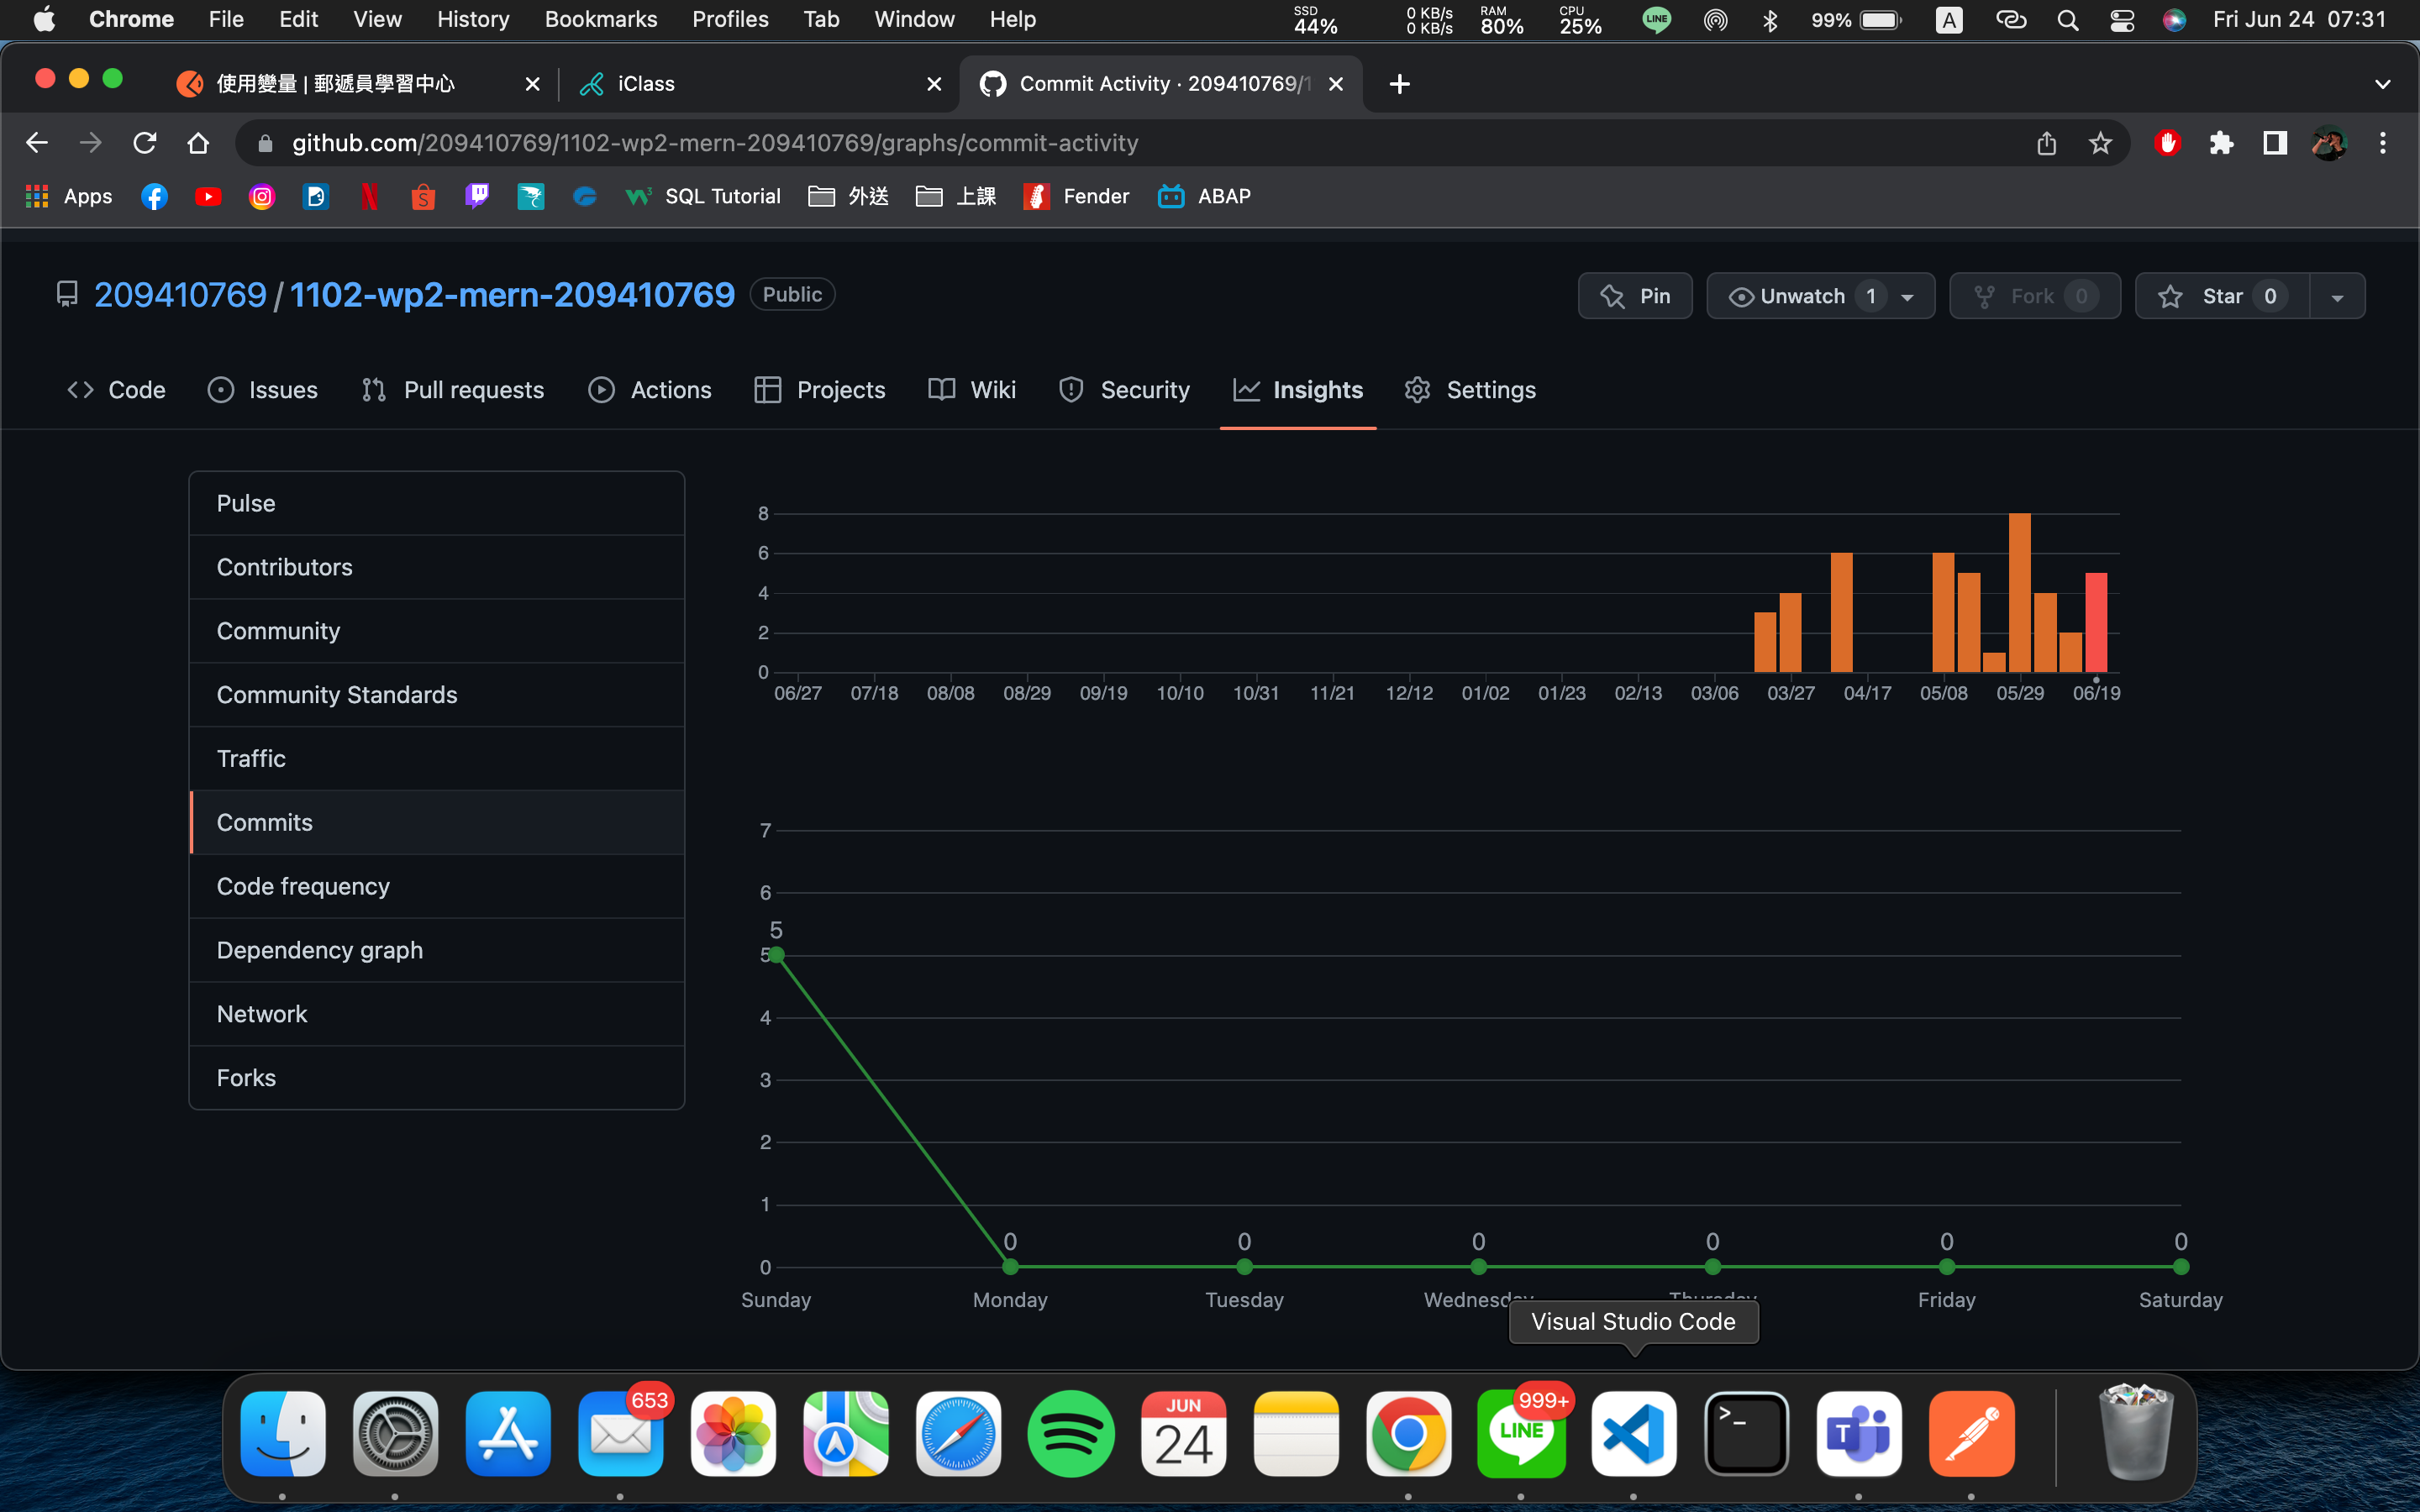 Chrome File Edit View History Bookmarks Profiles Tab Window Help SSD 44% 0 KB/s 0 KB/s RAM 80% CPU 25% LINE 99% A Fri Jun 24 07:31
使用變量 | 郵遞員學習中心 iClass Commit Activity · 209410769/1
github.com/209410769/1102-wp2-mern-209410769/graphs/commit-activity
Apps SQL Tutorial 外送 上課 Fender ABAP
209410769 / 1102-wp2-mern-209410769 Public Pin Unwatch 1 Fork 0 Star 0
Code Issues Pull requests Actions Projects Wiki Security Insights Settings
Pulse
Contributors
Community
Community Standards
Traffic
Commits
Code frequency
Dependency graph
Network
Forks
8
6
4
2
0
06/27 07/18 08/08 08/29 09/19 10/10 10/31 11/21 12/12 01/02 01/23 02/13 03/06 03/27 04/17 05/08 05/29 06/19
7
6
5
5
4
3
2
1
0 0 0 0 0 0
0
Sunday Monday Tuesday Wednesday Thursday Friday Saturday
Visual Studio Code
653 JUN 24 LINE 999+ >_ T